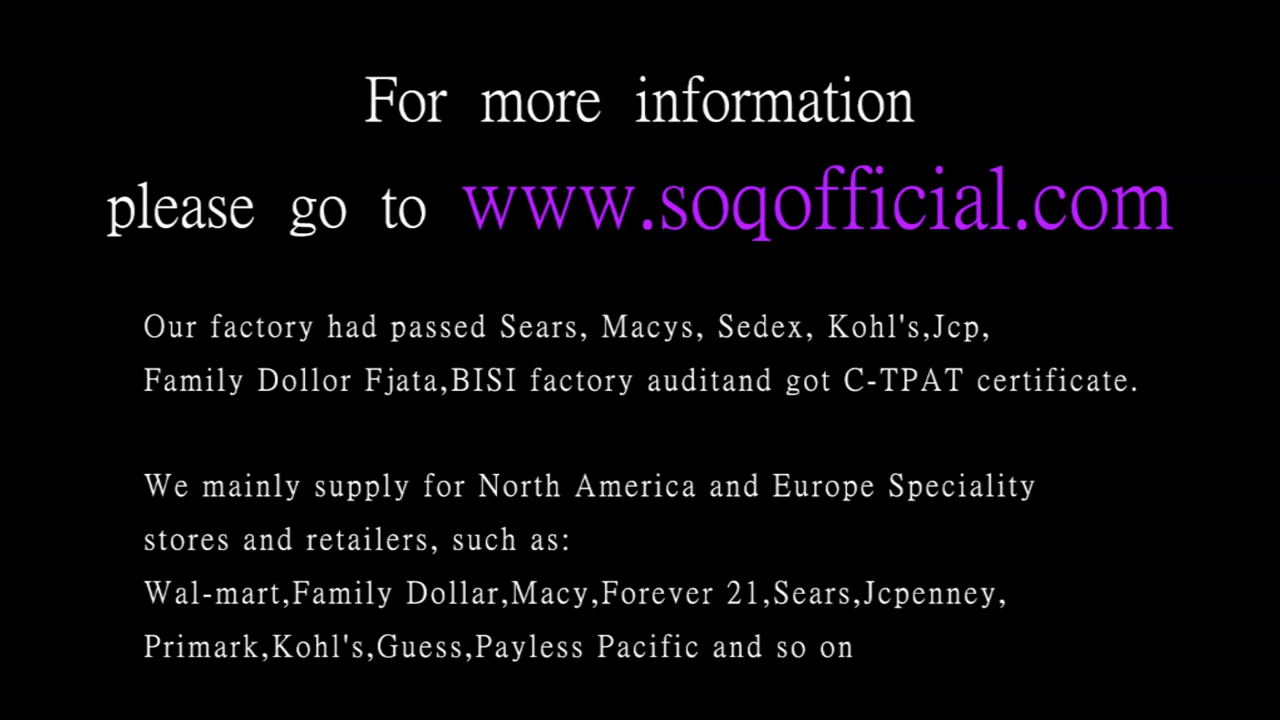 For more information
please go to www.soqofficial.com
Our factory had passed Sears, Macys, Sedex, Kohl's,Jcp,
Family Dollor Fjata,BISI factory auditand got C-TPAT certificate.
We mainly supply for North America and Europe Speciality
stores and retailers, such as:
Wal-mart,Family Dollar,Macy,Forever 21,Sears,Jcpenney,
Primark,Kohl's,Guess,Payless Pacific and so on